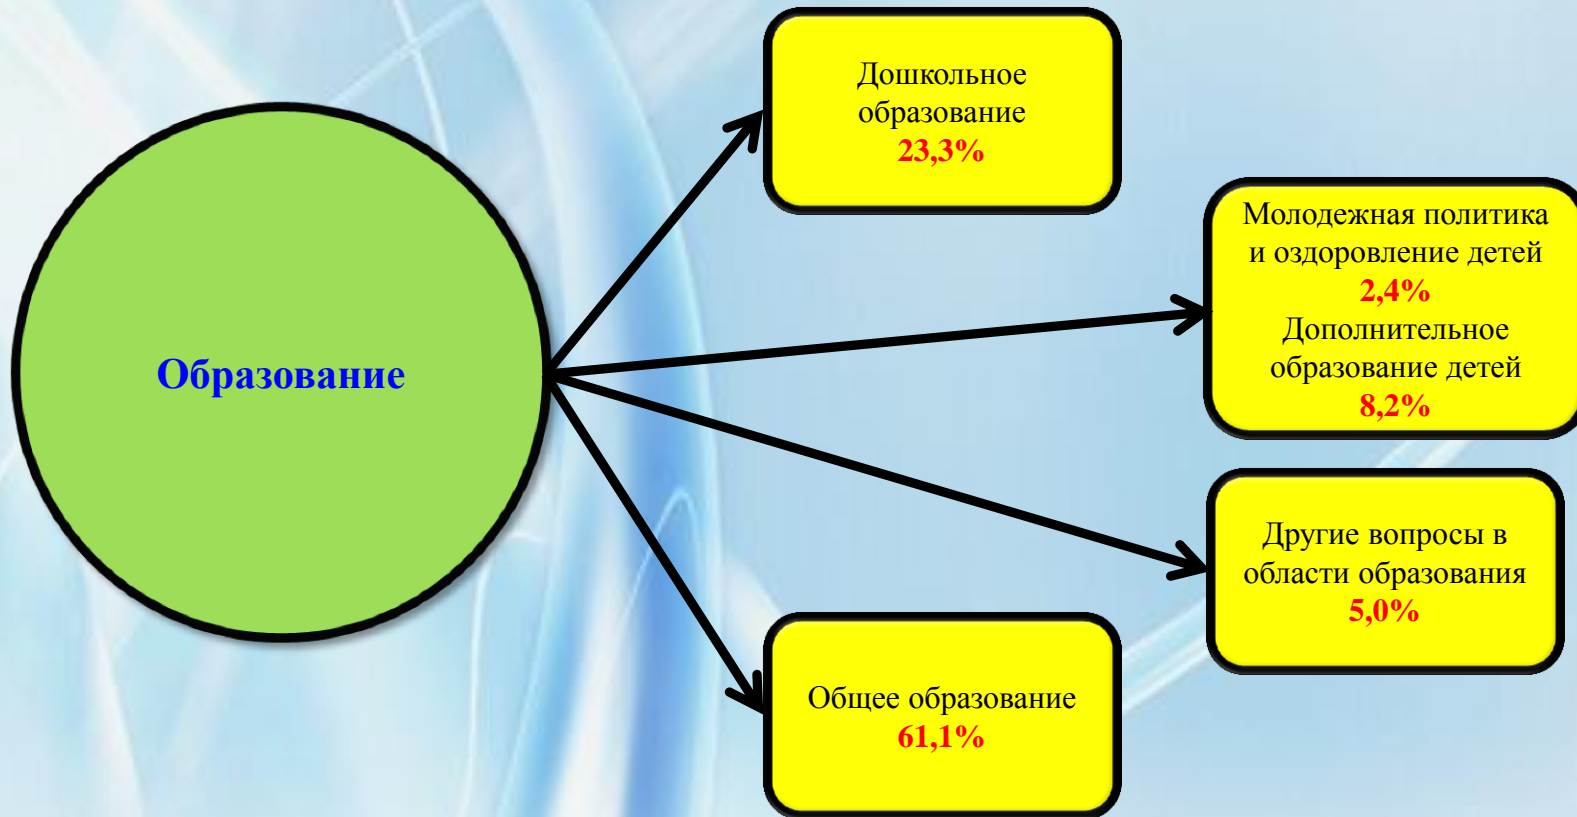 Образование
Дошкольное
образование
23,3%
Молодежная политика
и оздоровление детей
2,4%
Дополнительное
образование детей
8,2%
Другие вопросы в
области образования
5,0%
Общее образование
61,1%